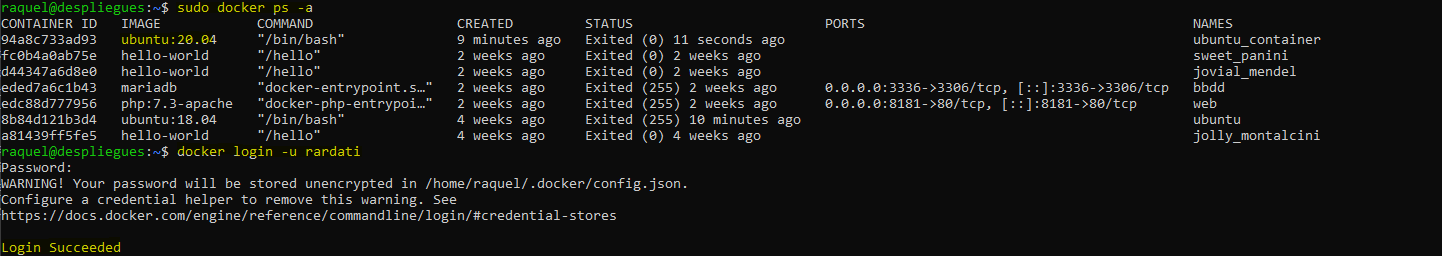 raquel@despliegues:~$ sudo docker ps -a
CONTAINER ID   IMAGE            COMMAND                  CREATED         STATUS                       PORTS                                         NAMES
94a8c733ad93   ubuntu:20.04     "/bin/bash"              9 minutes ago   Exited (0) 11 seconds ago                                                  ubuntu_container
fc0b4a0ab75e   hello-world      "/hello"                 2 weeks ago     Exited (0) 2 weeks ago                                                     sweet_panini
d44347a6d8e0   hello-world      "/hello"                 2 weeks ago     Exited (0) 2 weeks ago                                                     jovial_mendel
eded7a6c1b43   mariadb          "docker-entrypoint.s…"   2 weeks ago     Exited (255) 2 weeks ago     0.0.0.0:3336->3306/tcp, [::]:3336->3306/tcp   bbdd
edc88d777956   php:7.3-apache   "docker-php-entrypoi…"   2 weeks ago     Exited (255) 2 weeks ago     0.0.0.0:8181->80/tcp, [::]:8181->80/tcp       web
8b84d121b3d4   ubuntu:18.04     "/bin/bash"              4 weeks ago     Exited (255) 10 minutes ago                                                ubuntu
a81439ff5fe5   hello-world      "/hello"                 4 weeks ago     Exited (0) 4 weeks ago                                                     jolly_montalcini
raquel@despliegues:~$ docker login -u rardati
Password:
WARNING! Your password will be stored unencrypted in /home/raquel/.docker/config.json.
Configure a credential helper to remove this warning. See
https://docs.docker.com/engine/reference/commandline/login/#credential-stores
Login Succeeded